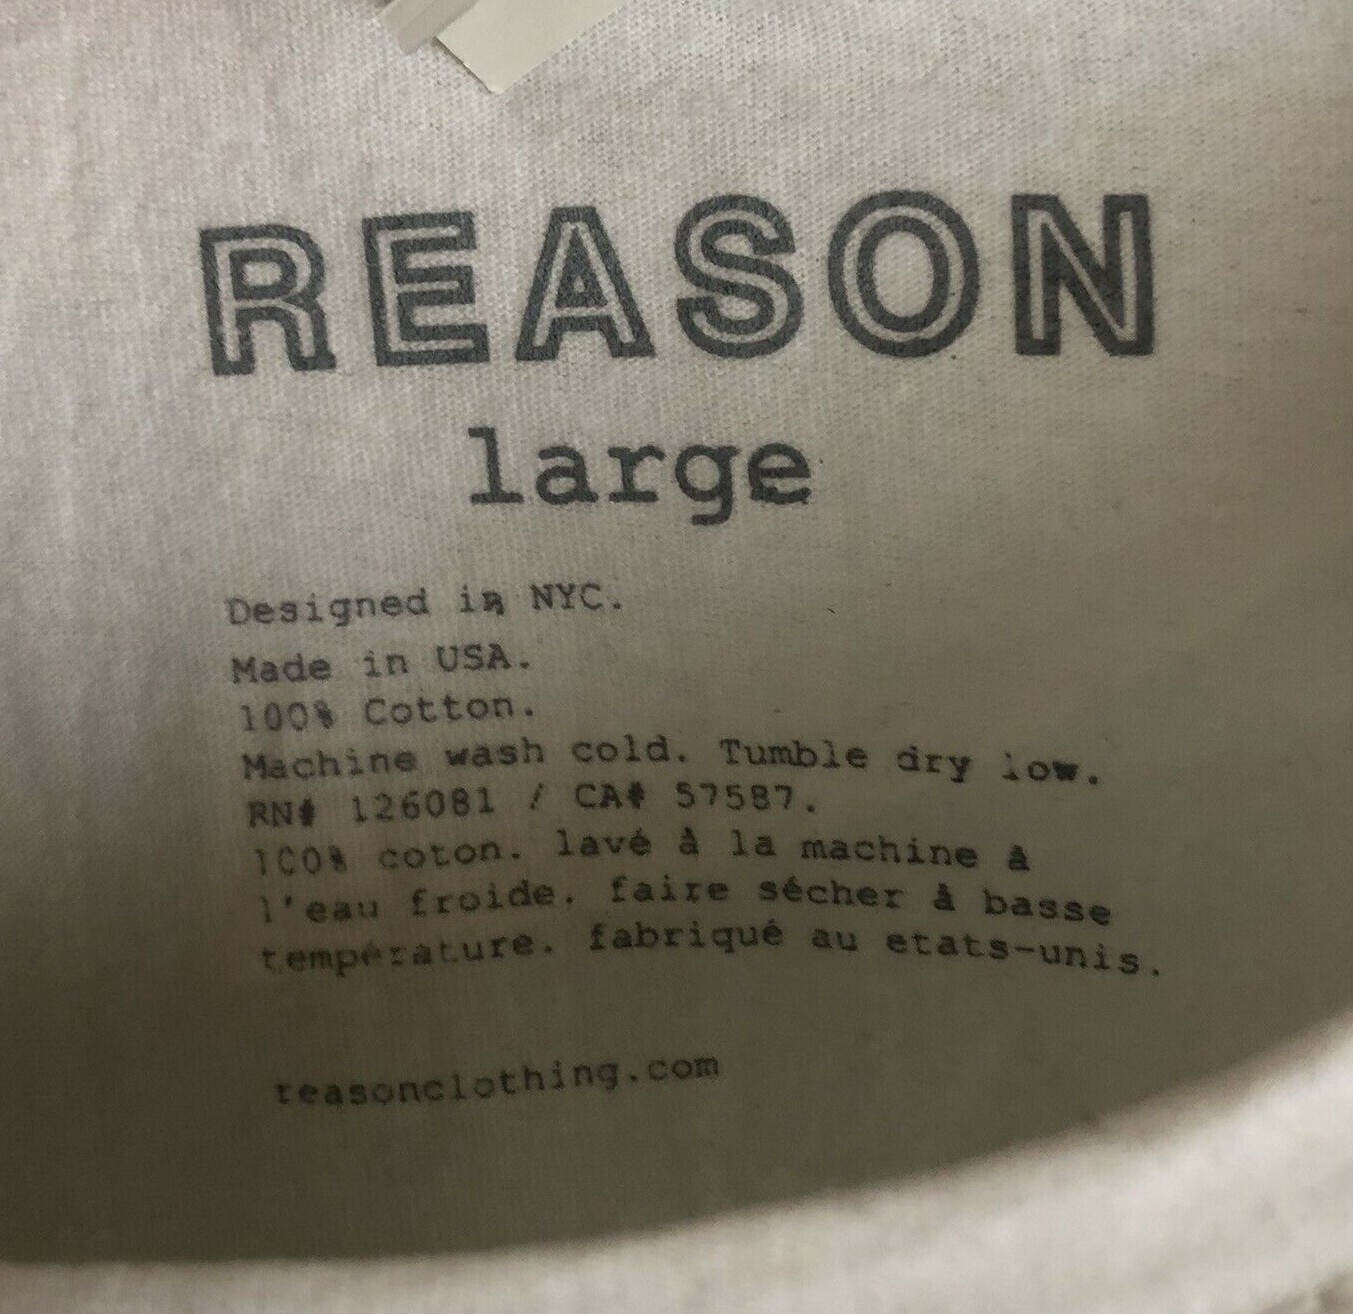 REASON
large
Designed in NYC.
Made in USA.
100% Cotton.
Machine wash cold. Tumble dry low.
RN# 126081 / CA# 57587.
100% coton. lavé à la machine à
l'eau froide. faire sécher à basse
température. fabriqué au etats-unis.
reasonclothing.com